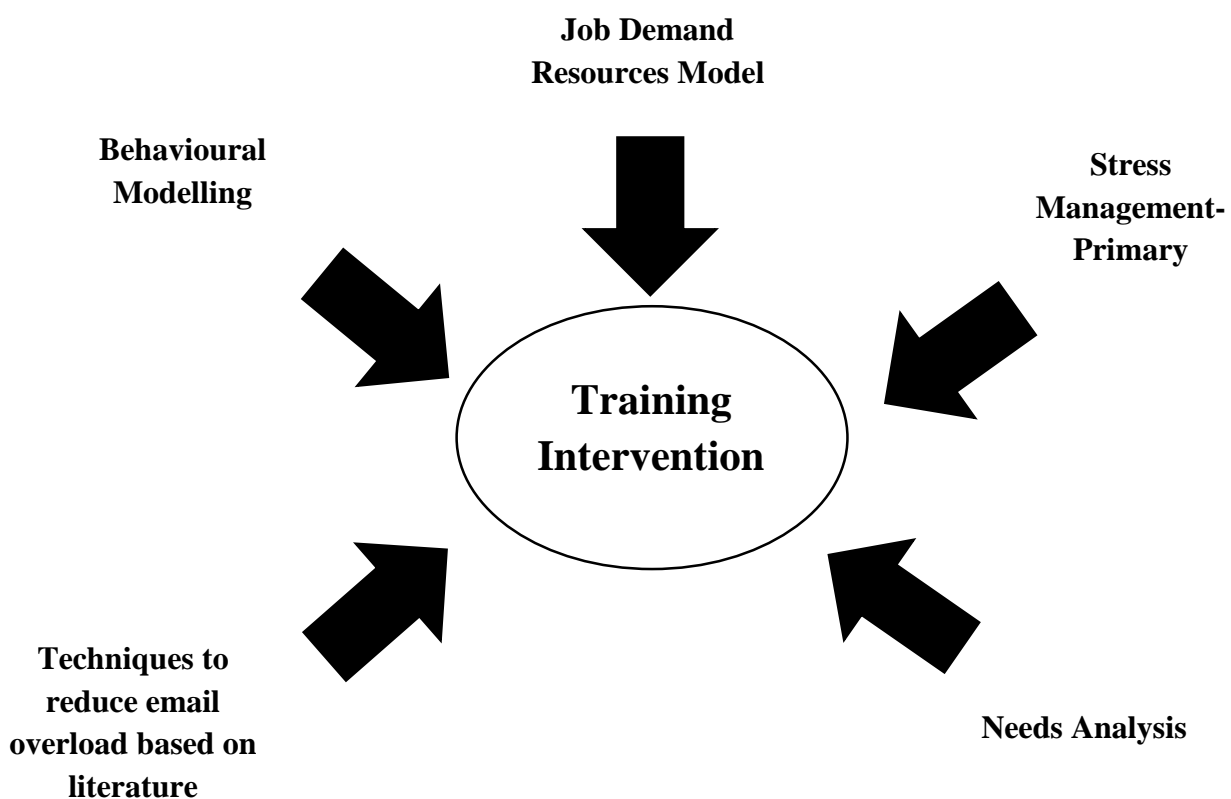 Job Demand
Resources Model
Behavioural
Modelling
Stress
Management-
Primary
Training
Intervention
Techniques to
reduce email
overload based on
literature
Needs Analysis